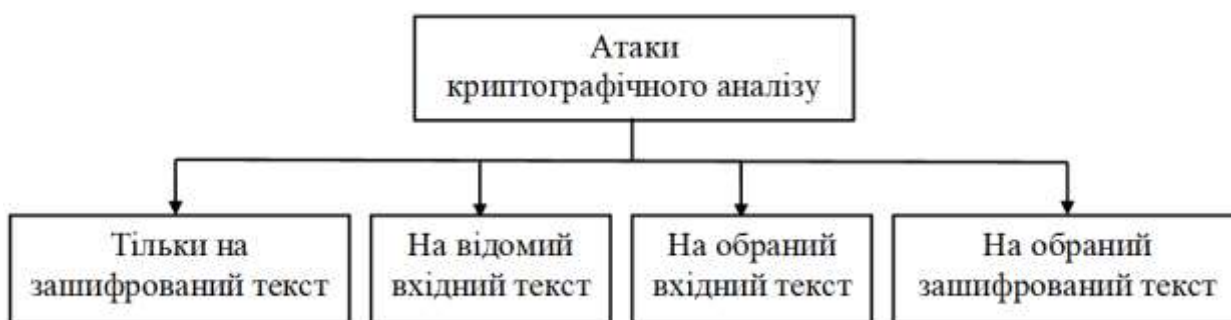 Атаки
криптографічного аналізу
Тільки на
зашифрований текст
На відомий
вхідний текст
На обраний
вхідний текст
На обраний
зашифрований текст